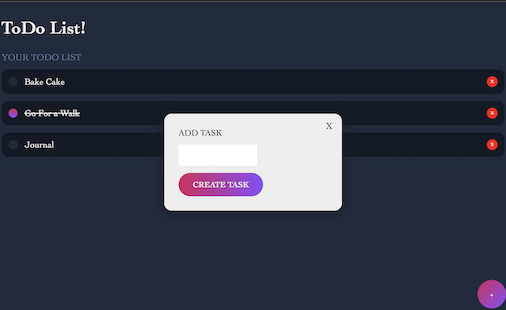 ToDo List!
YOUR TODO LIST
Bake Cake
x
Go For a Walk
x
Journal
x
X
ADD TASK
CREATE TASK
+